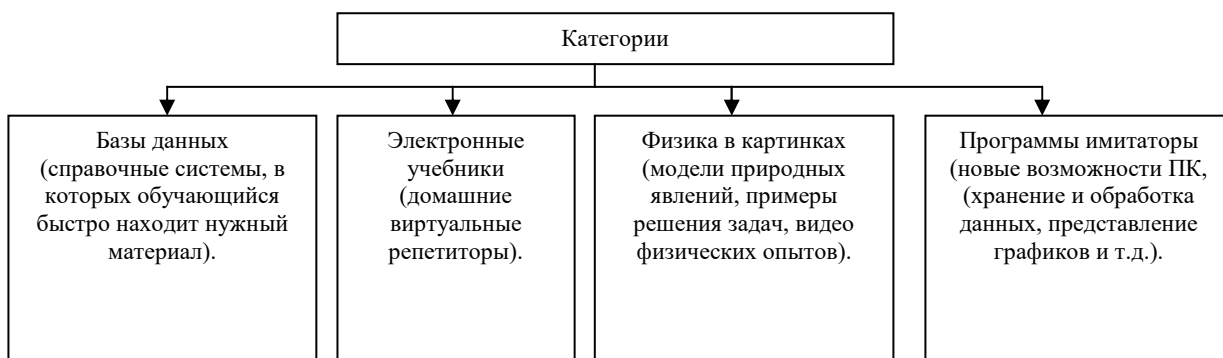 Категории
Базы данных
(справочные системы, в
которых обучающийся
быстро находит нужный
материал).
Электронные
учебники
(домашние
виртуальные
репетиторы).
Физика в картинках
(модели природных
явлений, примеры
решения задач, видео
физических опытов).
Программы имитаторы
(новые возможности ПК,
(хранение и обработка
данных, представление
графиков и т.д.).